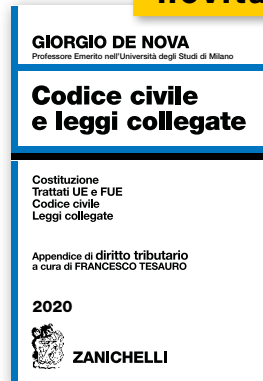 GIORGIO DE NOVA
Professore Emerito nell'Università degli Studi di Milano
Codice civile
e leggi collegate
Costituzione
Trattati UE e FUE
Codice civile
Leggi collegate
Appendice di diritto tributario
a cura di FRANCESCO TESAURO
2020
ZANICHELLI